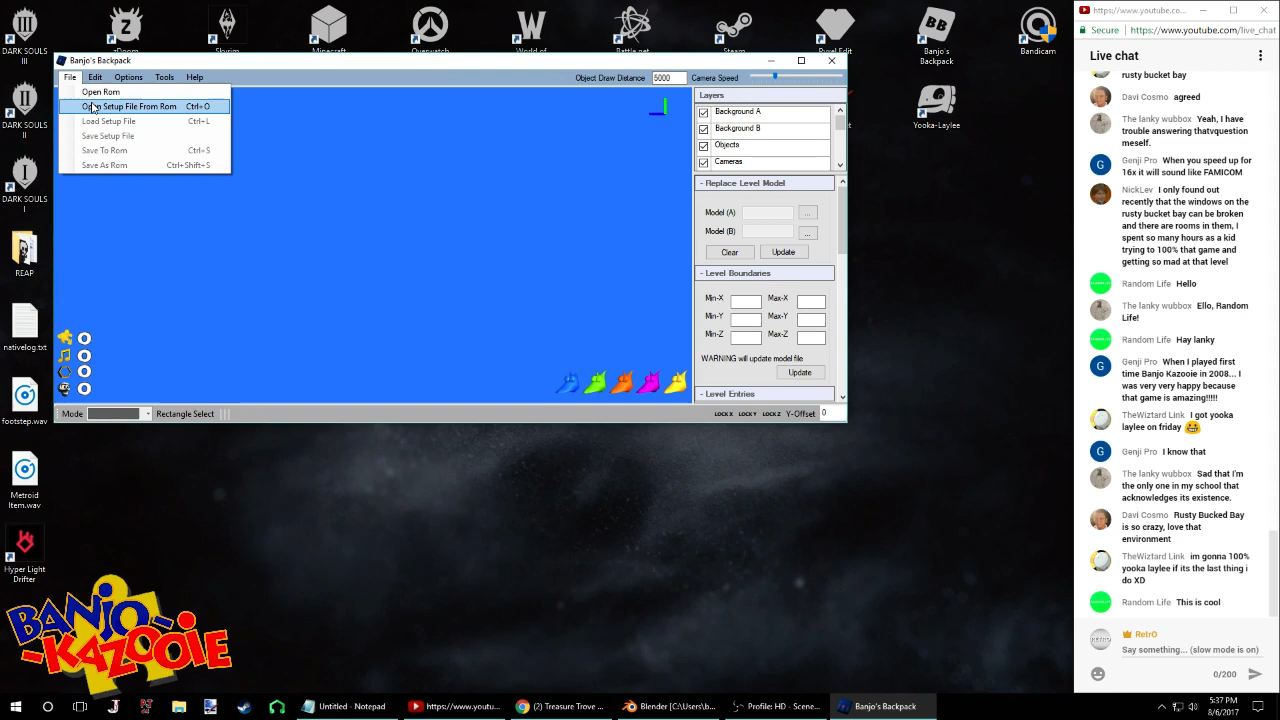 DARK SOULS
III
zDoom
Skyrim
Minecraft
Overwatch
World of...
Battle.net
Steam
Pyxel Edit
BB
Banjo's
Backpack
Bandicam
DARK SOULS
DARK SOULS
I
REAP
nativelog.txt
footstep.wav
Metroid
Item.wav
Hyper Light
Drifter
Yooka-Laylee
Banjo's Backpack
File Edit Options Tools Help
Object Draw Distance 5000 Camera Speed
Open Rom
Open Setup File From Rom Ctrl+O
Load Setup File Ctrl+L
Save Setup File
Save To Rom Ctrl+S
Save As Rom Ctrl+Shift+S
Layers
Background A
Background B
Objects
Cameras
- Replace Level Model
Model (A) ...
Model (B) ...
Clear Update
- Level Boundaries
Min-X Max-X
Min-Y Max-Y
Min-Z Max-Z
WARNING will update model file
Update
- Level Entries
0
0
0
0
Mode Rectangle Select
LOCK X LOCK Y LOCK Z Y-Offset 0
BANJO-
KAZOOIE
https://www.youtube.co...
Secure https://www.youtube.com/live_chat
Live chat
rusty bucket bay
Davi Cosmo agreed
The lanky wubbox Yeah, I have
trouble answering thatvquestion
meself.
G Genji Pro When you speed up for
16x it will sound like FAMICOM
NickLev I only found out
recently that the windows on the
rusty bucket bay can be broken
and there are rooms in them, I
spent so many hours as a kid
trying to 100% that game and
getting so mad at that level
Random Life Hello
The lanky wubbox Ello, Random
Life!
Random Life Hay lanky
G Genji Pro When I played first
time Banjo Kazooie in 2008... I
was very very happy because
that game is amazing!!!!!
TheWiztard Link I got yooka
laylee on friday
G Genji Pro I know that
The lanky wubbox Sad that I'm
the only one in my school that
acknowledges its existence.
Davi Cosmo Rusty Bucked Bay
is so crazy, love that
environment
TheWiztard Link im gonna 100%
yooka laylee if its the last thing i
do XD
Random Life This is cool
RetrO
Say something... (slow mode is on)
0/200
Untitled - Notepad
https://www.youtu...
(2) Treasure Trove ...
Blender [C:\Users\b...
Profile: HD - Scene...
Banjo's Backpack
5:37 PM
8/6/2017